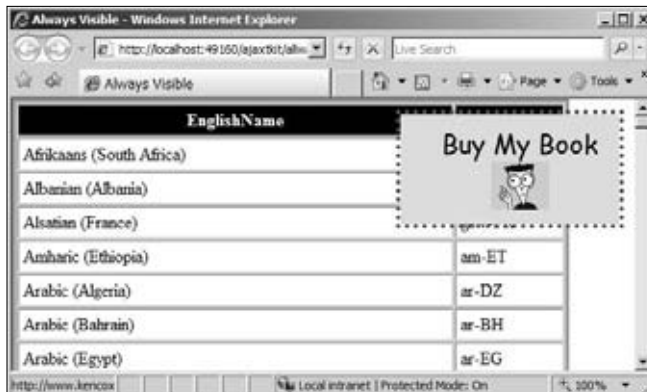 Always Visible - Windows Internet Explorer
http://localhost:49160/ajaxtkit/allw
Live Search
Always Visible
Page
Tools
EnglishName
Buy My Book
Afrikaans (South Africa)
Albanian (Albania)
Alsatian (France)
Amharic (Ethiopia) am-ET
Arabic (Algeria) ar-DZ
Arabic (Bahrain) ar-BH
Arabic (Egypt) ar-EG
http://www.kencox
Local intranet | Protected Mode: On
100%